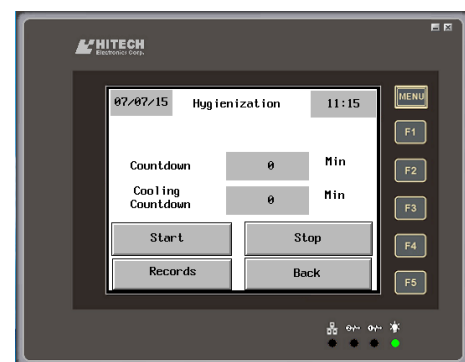 HITECH
Electronics Corp.
07/07/15 Hygienization 11:15
MENU
F1
Countdown 0 Min
F2
Cooling
Countdown 0 Min
F3
Start Stop
F4
Records Back
F5